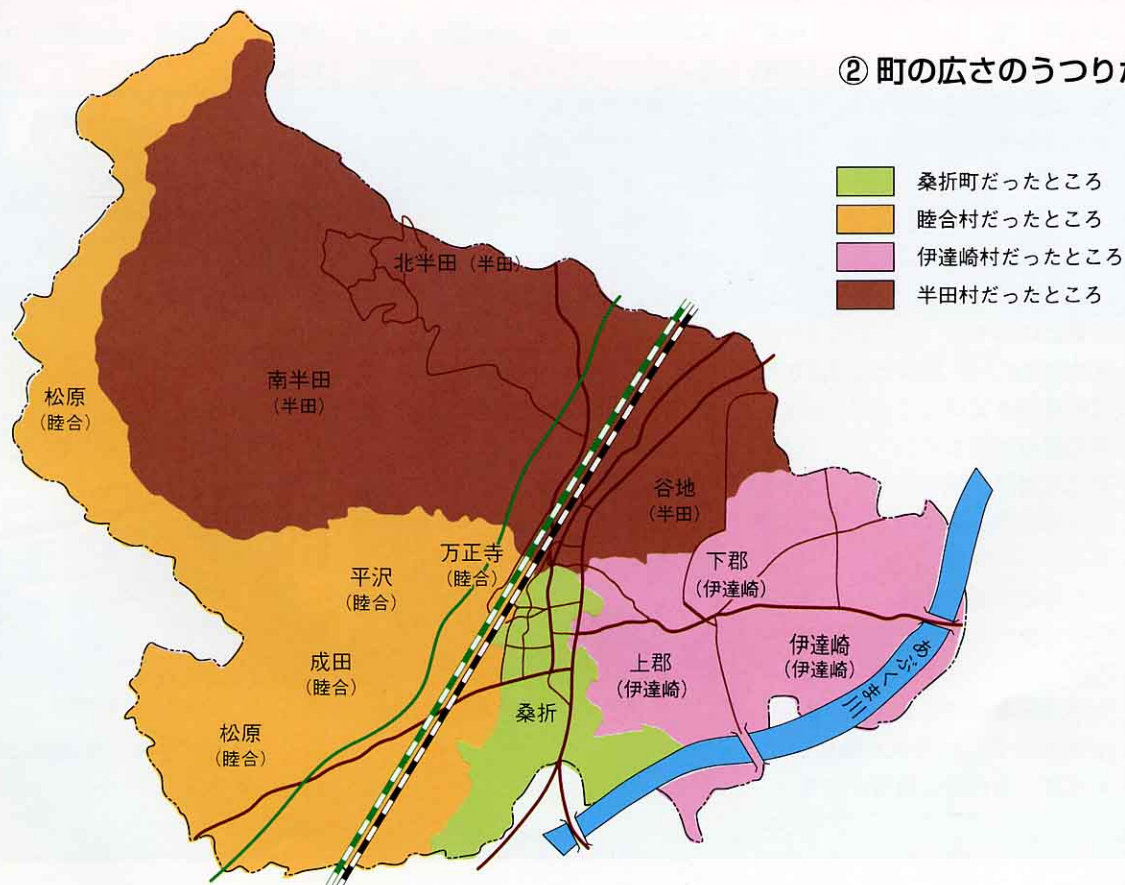 ② 町の広さのうつり
桑折町だったところ
睦合村だったところ
伊達崎村だったところ
半田村だったところ
北半田(半田)
南半田
(半田)
松原
(睦合)
谷地
(半田)
万正寺
(睦合)
平沢
(睦合)
下郡
(伊達崎)
成田
(睦合)
上郡
(伊達崎)
伊達崎
(伊達崎)
桑折
松原
(睦合)
あぶくま川